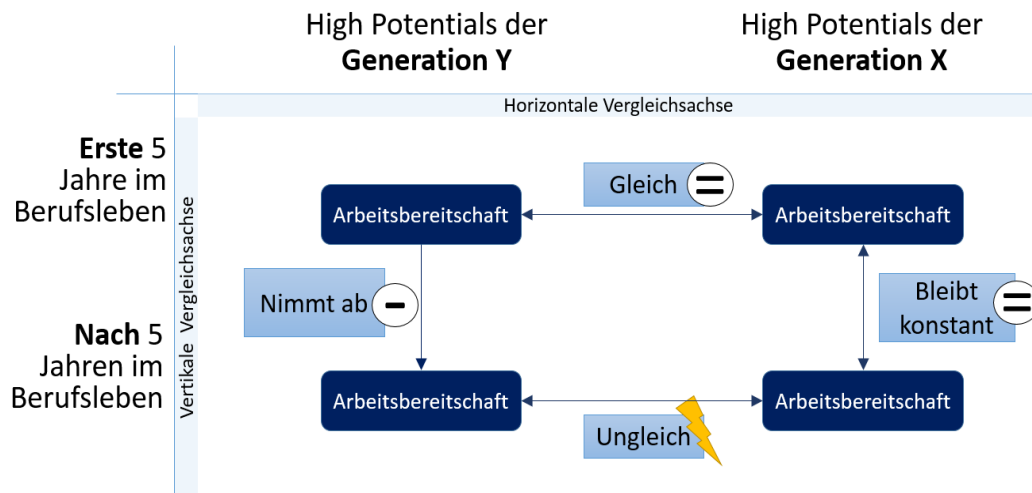 High Potentials der
Generation Y
High Potentials der
Generation X
Horizontale Vergleichsachse
Vertikale Vergleichsachse
Erste 5
Jahre im
Berufsleben
Arbeitsbereitschaft
Gleich
=
Arbeitsbereitschaft
Nimmt ab
-
Bleibt
konstant
=
Nach 5
Jahren im
Berufsleben
Arbeitsbereitschaft
Ungleich
Arbeitsbereitschaft